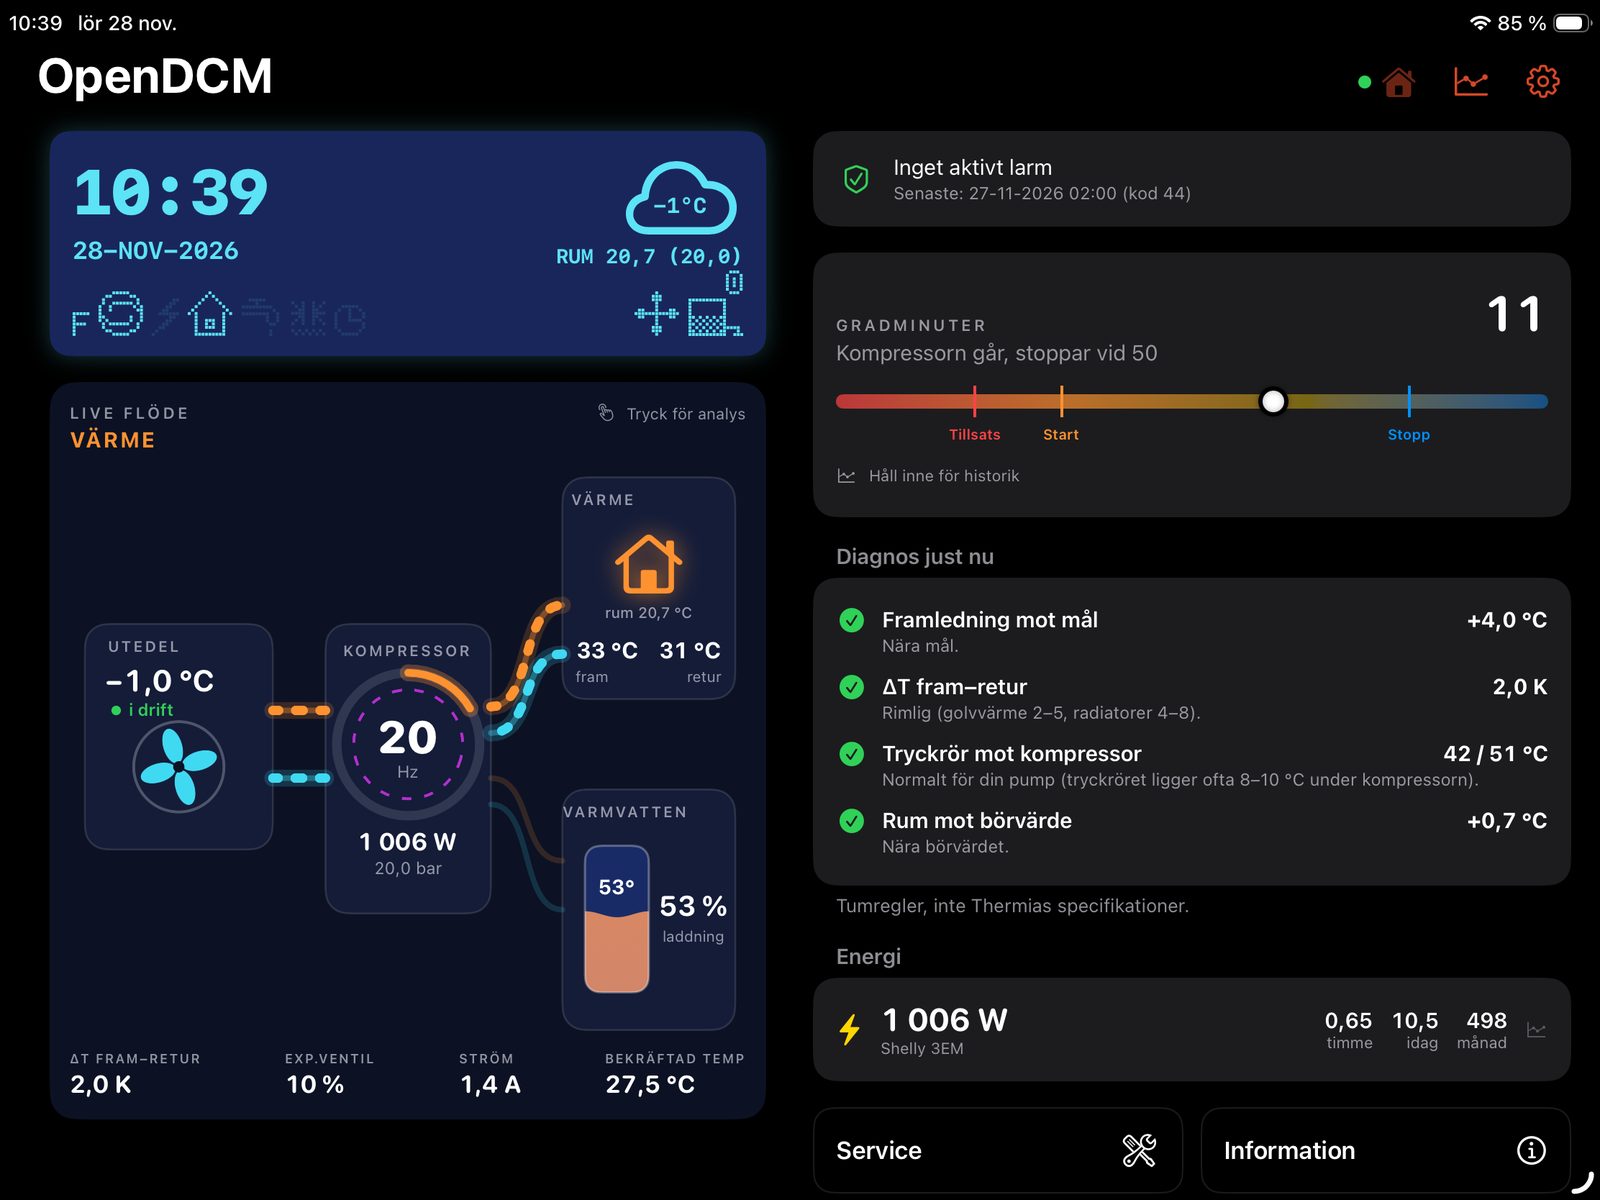 10:39 lör 28 nov.
85 %
OpenDCM
10:39
28-NOV-2026
-1°C
RUM 20,7 (20,0)
F
0
LIVE FLÖDE
VÄRME
Tryck för analys
VÄRME
rum 20,7 °C
33 °C 31 °C
fram retur
UTEDEL
−1,0 °C
i drift
KOMPRESSOR
20
Hz
1 006 W
20,0 bar
VARMVATTEN
53°
53 %
laddning
ΔT FRAM–RETUR EXP.VENTIL STRÖM BEKRÄFTAD TEMP
2,0 K 10 % 1,4 A 27,5 °C
Inget aktivt larm
Senaste: 27-11-2026 02:00 (kod 44)
GRADMINUTER
11
Kompressorn går, stoppar vid 50
Tillsats Start Stopp
Håll inne för historik
Diagnos just nu
Framledning mot mål +4,0 °C
Nära mål.
ΔT fram–retur 2,0 K
Rimlig (golvvärme 2–5, radiatorer 4–8).
Tryckrör mot kompressor 42 / 51 °C
Normalt för din pump (tryckröret ligger ofta 8–10 °C under kompressorn).
Rum mot börvärde +0,7 °C
Nära börvärdet.
Tumregler, inte Thermias specifikationer.
Energi
1 006 W 0,65 10,5 498
Shelly 3EM timme idag månad
Service Information